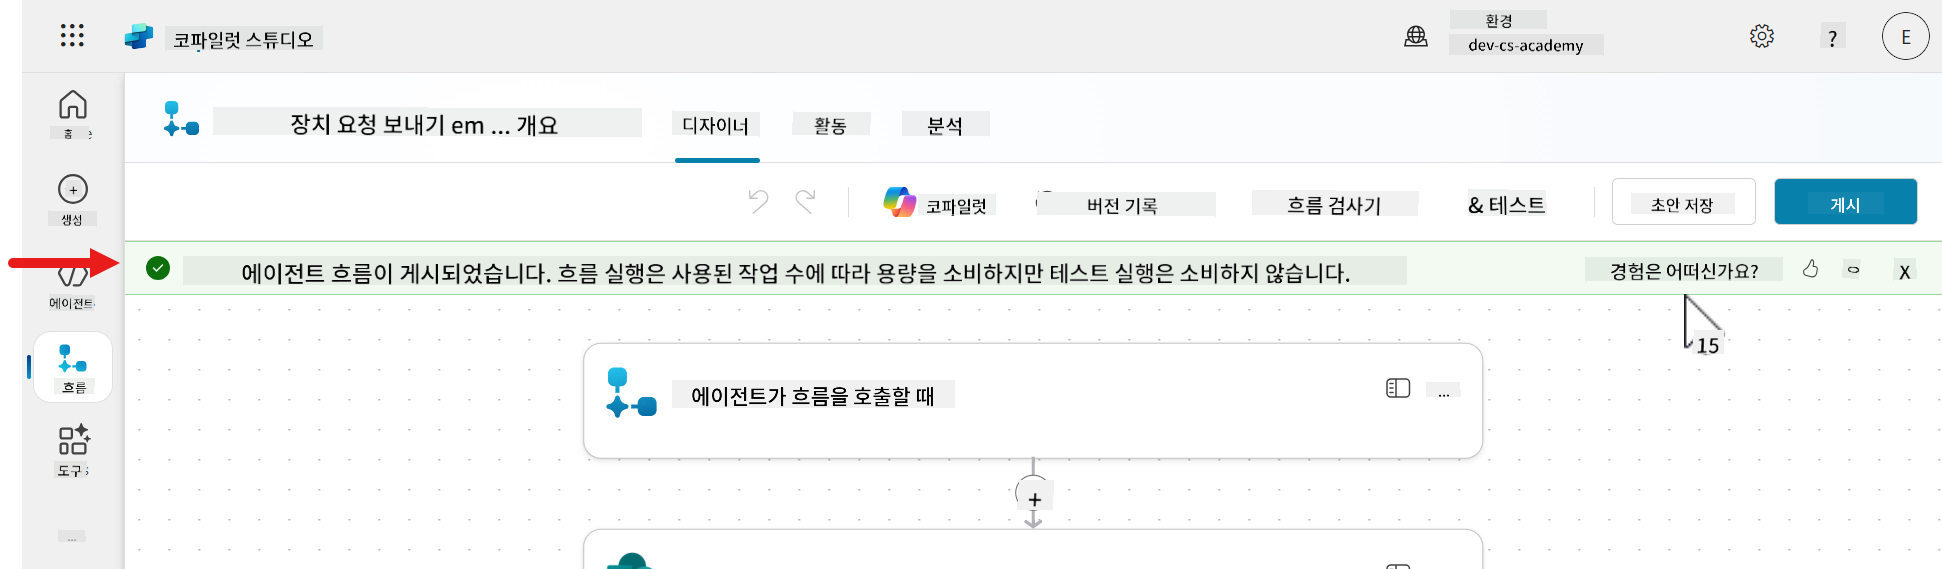 코파일럿 스튜디오
환경
dev-cs-academy
?
E
홈
장치 요청 보내기 em ... 개요
디자이너
활동
분석
생성
코파일럿
버전 기록
흐름 검사기
& 테스트
초안 저장
게시
에이전트 흐름이 게시되었습니다. 흐름 실행은 사용된 작업 수에 따라 용량을 소비하지만 테스트 실행은 소비하지 않습니다.
경험은 어떠신가요?
X
에이전트
15
흐름
에이전트가 흐름을 호출할 때
...
도구
+
...